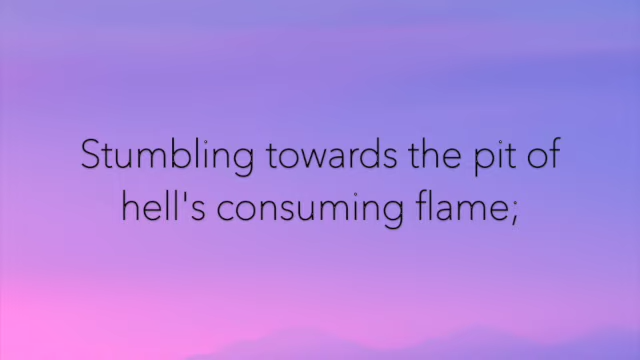 Stumbling towards the pit of
hell's consuming flame;